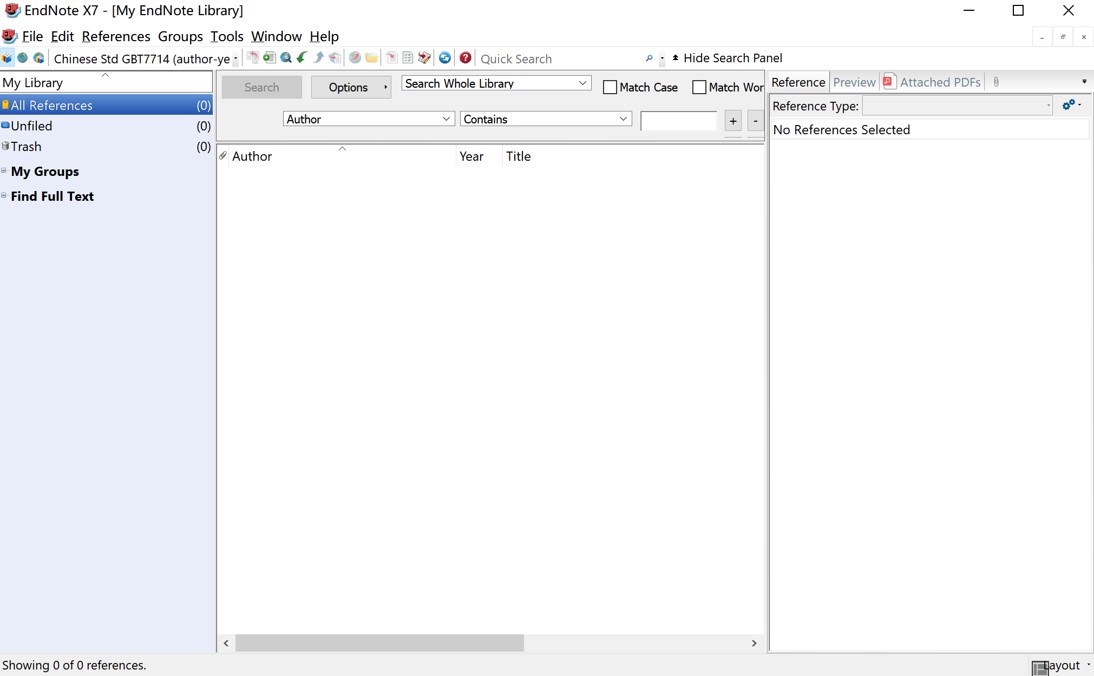 EndNote X7 - [My EndNote Library]
File Edit References Groups Tools Window Help
Chinese Std GBT7714 (author-ye Quick Search Hide Search Panel
My Library
All References (0)
Unfiled (0)
Trash (0)
My Groups
Find Full Text
Search Options Search Whole Library Match Case Match Wor
Author Contains + -
Author Year Title
Reference Preview Attached PDFs
Reference Type:
No References Selected
Showing 0 of 0 references.
Layout